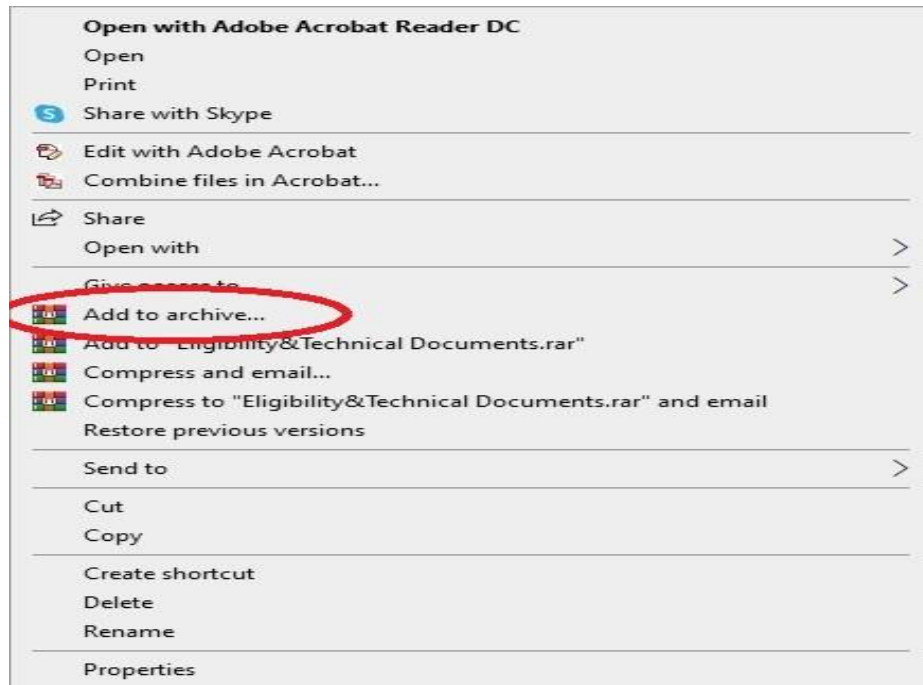 Open with Adobe Acrobat Reader DC
Open
Print
Share with Skype
Edit with Adobe Acrobat
Combine files in Acrobat...
Share
Open with
Give access to
Add to archive...
Add to "Eligibility&Technical Documents.rar"
Compress and email...
Compress to "Eligibility&Technical Documents.rar" and email
Restore previous versions
Send to
Cut
Copy
Create shortcut
Delete
Rename
Properties